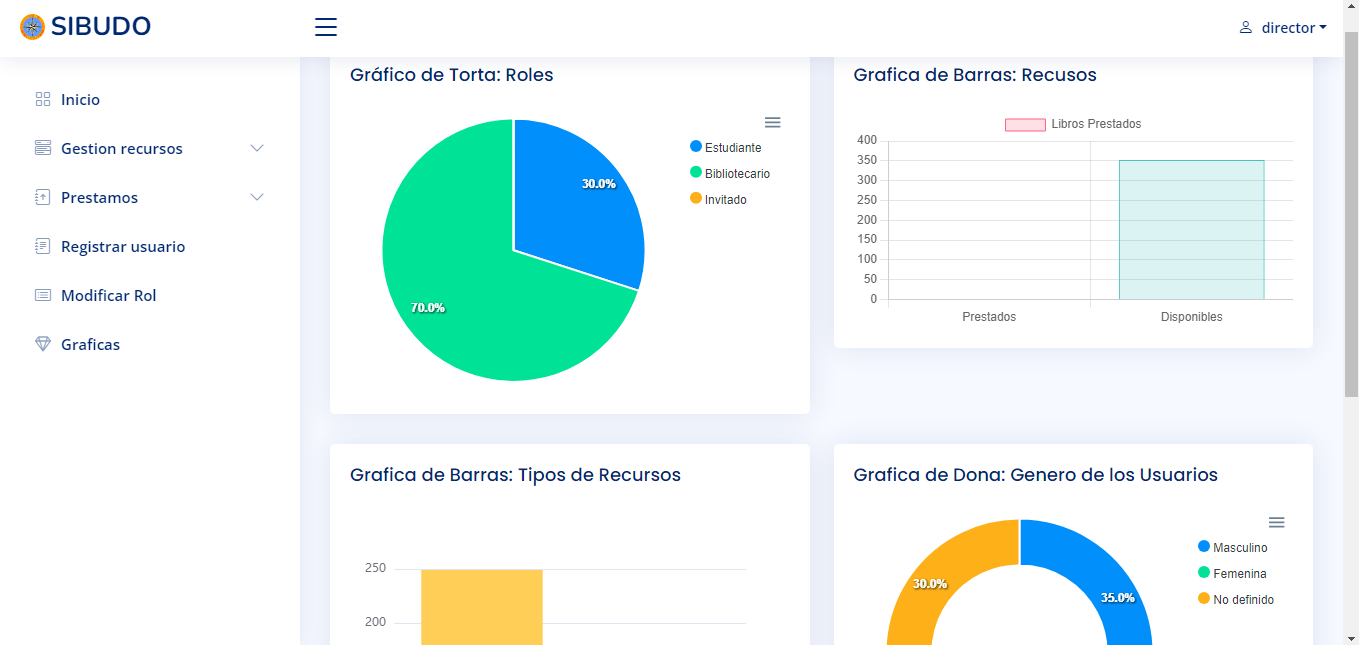 SIBUDO
director
Inicio
Gestion recursos
Prestamos
Registrar usuario
Modificar Rol
Graficas
Gráfico de Torta: Roles
30.0%
70.0%
Estudiante
Bibliotecario
Invitado
Grafica de Barras: Recusos
Libros Prestados
400
350
300
250
200
150
100
50
0
Prestados
Disponibles
Grafica de Barras: Tipos de Recursos
250
200
Grafica de Dona: Genero de los Usuarios
30.0%
35.0%
Masculino
Femenina
No definido